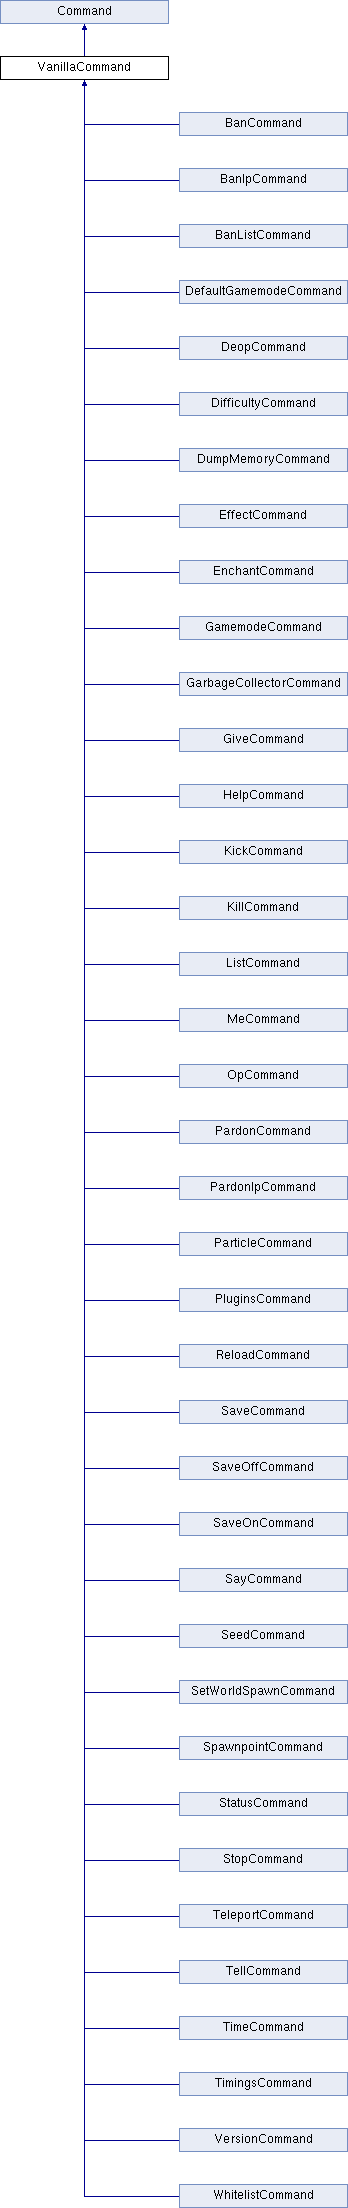 Command
VanillaCommand
BanCommand
BanIpCommand
BanListCommand
DefaultGamemodeCommand
DeopCommand
DifficultyCommand
DumpMemoryCommand
EffectCommand
EnchantCommand
GamemodeCommand
GarbageCollectorCommand
GiveCommand
HelpCommand
KickCommand
KillCommand
ListCommand
MeCommand
OpCommand
PardonCommand
PardonIpCommand
ParticleCommand
PluginsCommand
ReloadCommand
SaveCommand
SaveOffCommand
SaveOnCommand
SayCommand
SeedCommand
SetWorldSpawnCommand
SpawnpointCommand
StatusCommand
StopCommand
TeleportCommand
TellCommand
TimeCommand
TimingsCommand
VersionCommand
WhitelistCommand